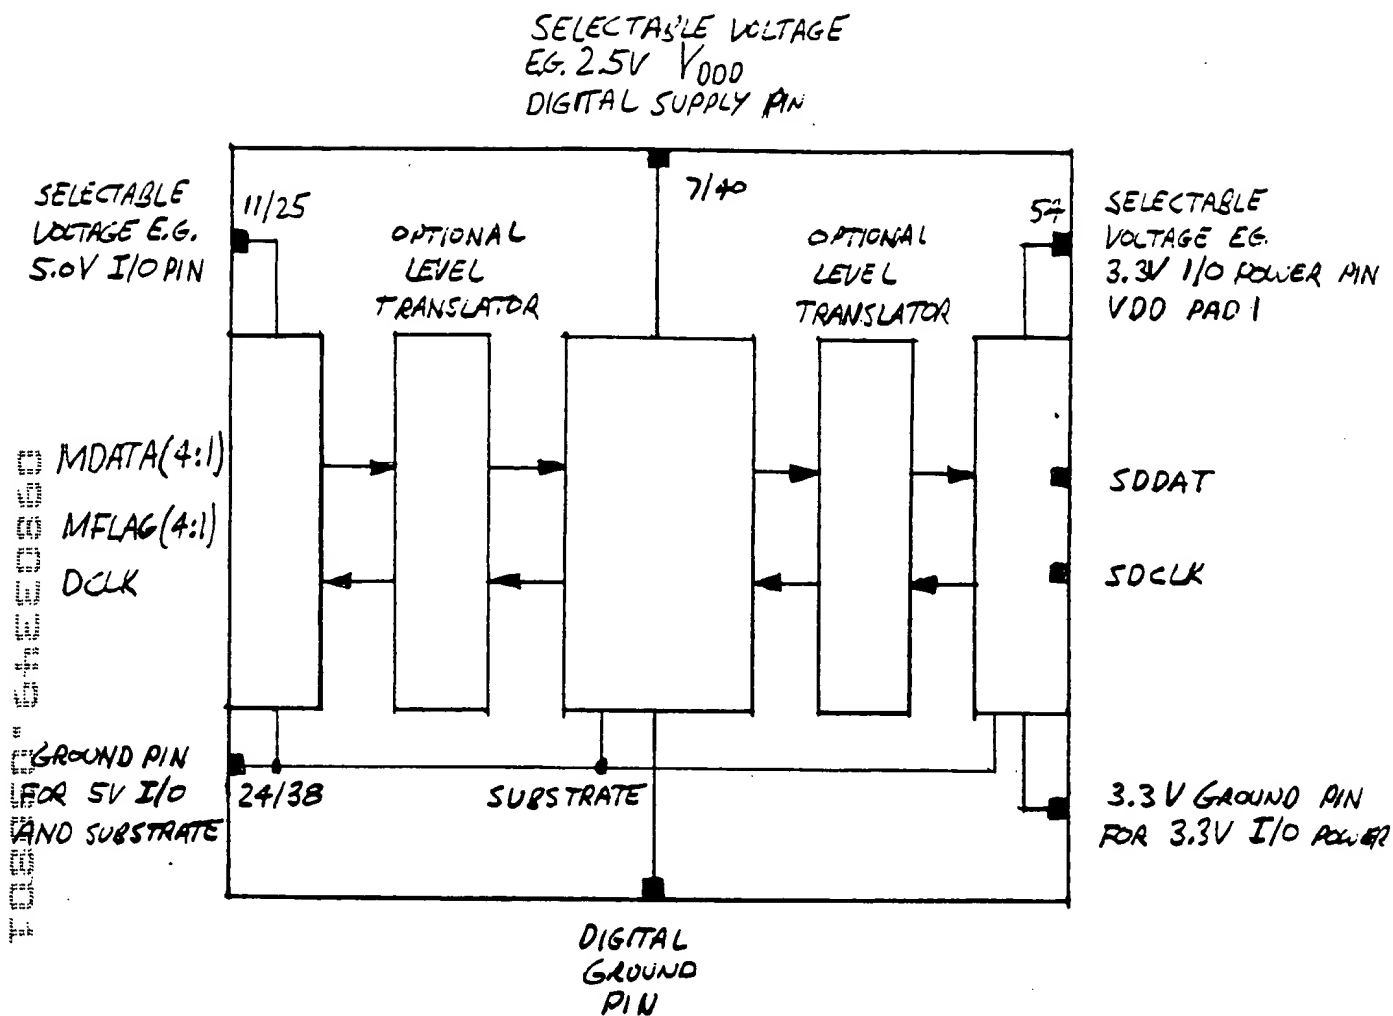 SELECTABLE VOLTAGE
E.G. 2.5V VDDD
DIGITAL SUPPLY PIN
SELECTABLE
VOLTAGE E.G.
5.0V I/O PIN
11/25
OPTIONAL
LEVEL
TRANSLATOR
7/40
OPTIONAL
LEVEL
TRANSLATOR
54
SELECTABLE
VOLTAGE EG.
3.3V I/O POWER PIN
VDD PAD 1
MDATA(4:1)
MFLAG(4:1)
DCLK
SDDAT
SDCLK
GROUND PIN
FOR 5V I/O
AND SUBSTRATE
24/38
SUBSTRATE
3.3V GROUND PIN
FOR 3.3V I/O POWER
DIGITAL
GROUND
PIN